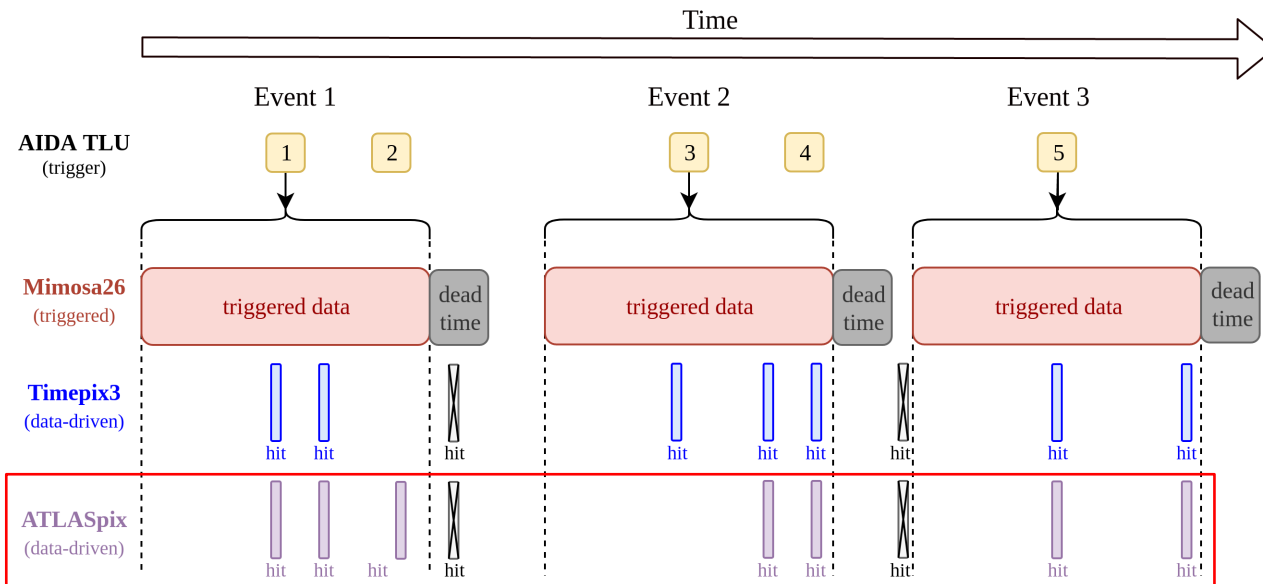 Time
Event 1 Event 2 Event 3
AIDA TLU
(trigger)
1 2 3 4 5
Mimosa26
(triggered)
triggered data
dead
time
triggered data
dead
time
triggered data
dead
time
Timepix3
(data-driven)
hit hit hit hit hit hit hit hit hit
ATLASpix
(data-driven)
hit hit hit hit hit hit hit hit hit